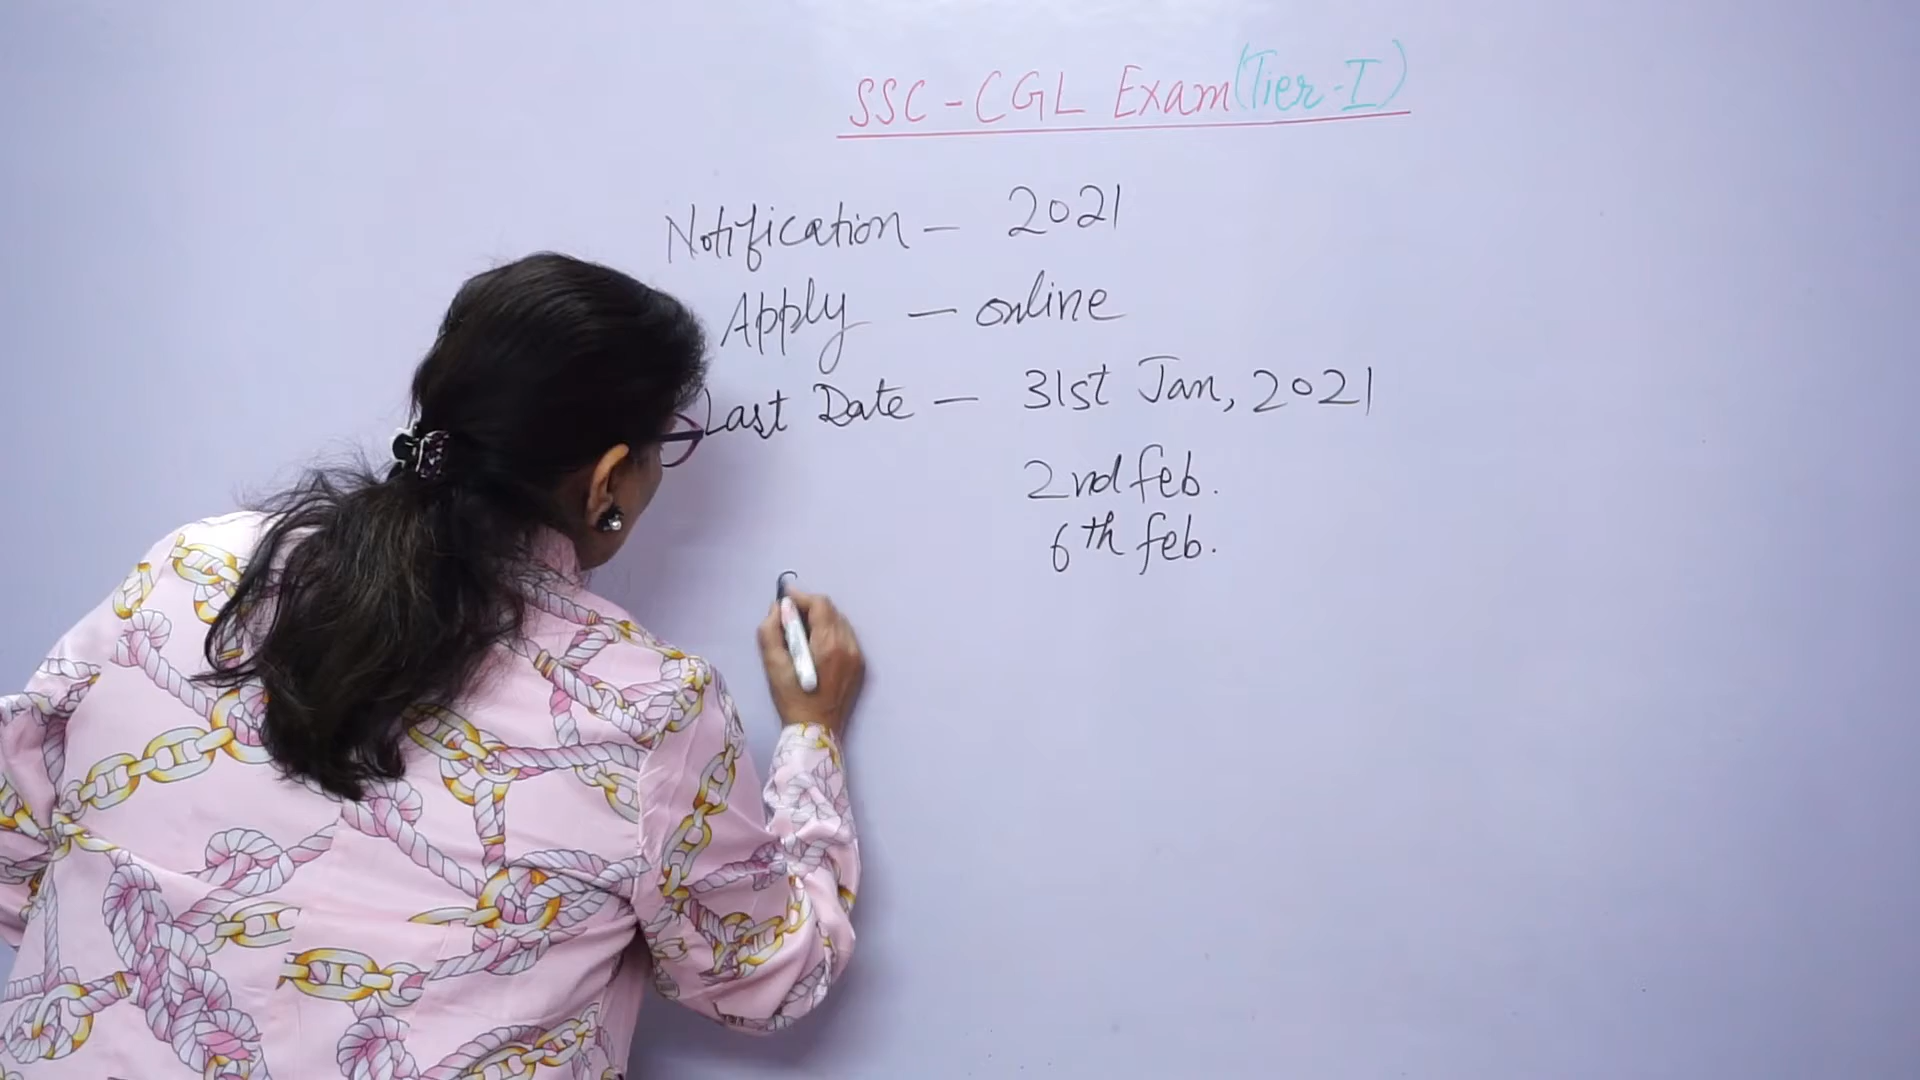 SSC-CGL Exam (Tier-I)
Notification - 2021
Apply - online
Last Date - 31st Jan, 2021
2nd feb.
6th feb.